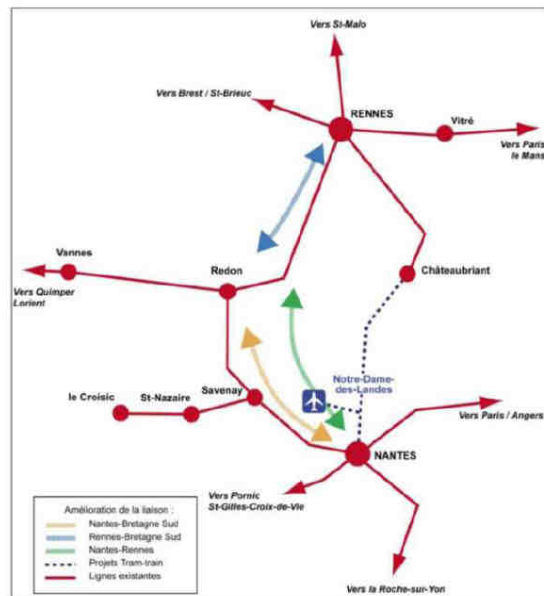 Vers St-Malo
Vers Brest / St-Brieuc
RENNES
Vitré
Vers Paris
le Mans
Vannes
Redon
Châteaubriant
Vers Quimper
Lorient
Notre-Dame-
des-Landes
le Croisic
St-Nazaire
Savenay
Vers Paris / Angers
NANTES
Vers Pornic
St-Gilles-Croix-de-Vie
Vers la Roche-sur-Yon
Amélioration de la liaison :
Nantes-Bretagne Sud
Rennes-Bretagne Sud
Nantes-Rennes
Projets Tram-train
Lignes existantes